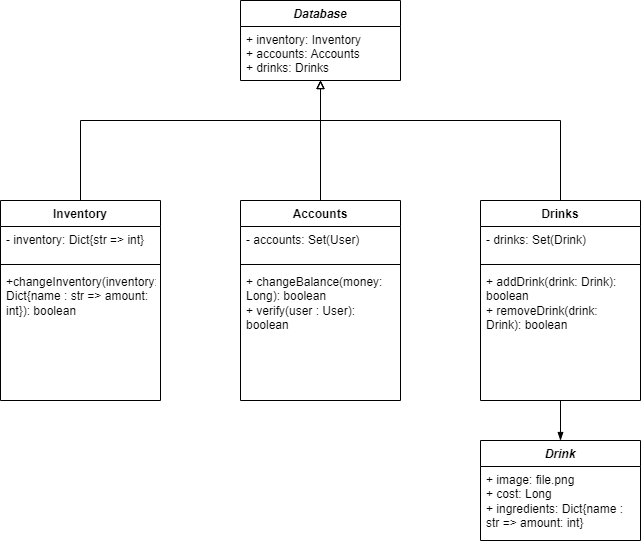 Database
+ inventory: Inventory
+ accounts: Accounts
+ drinks: Drinks
Inventory
- inventory: Dict{str => int}
+changeInventory(inventory:
Dict{name : str => amount:
int}): boolean
Accounts
- accounts: Set(User)
+ changeBalance(money:
Long): boolean
+ verify(user : User):
boolean
Drinks
- drinks: Set(Drink)
+ addDrink(drink: Drink):
boolean
+ removeDrink(drink:
Drink): boolean
Drink
+ image: file.png
+ cost: Long
+ ingredients: Dict{name :
str => amount: int}